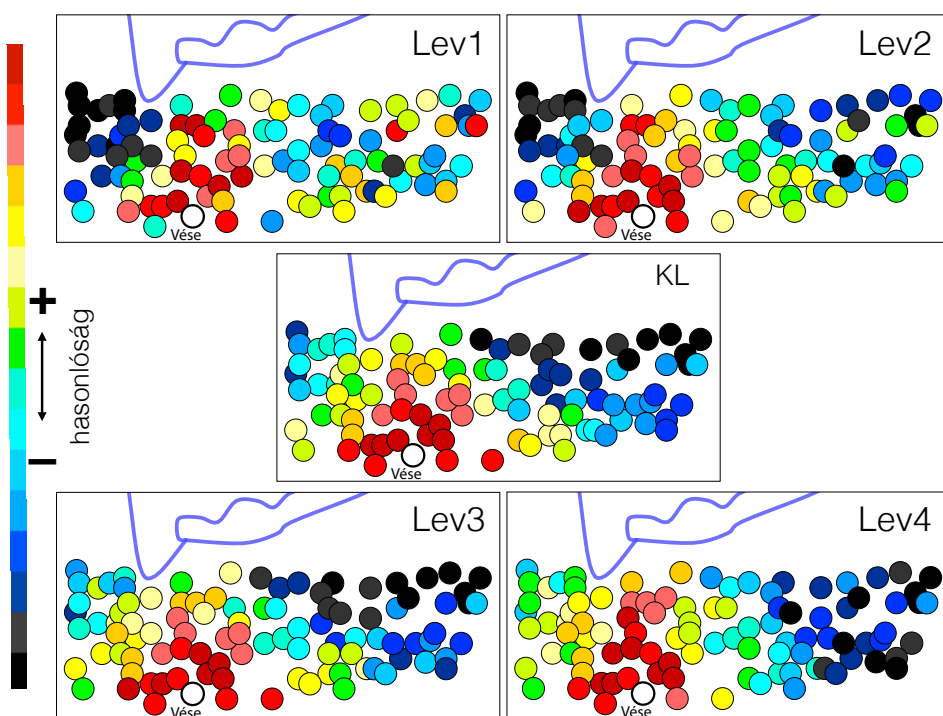 Lev1
Vése
Lev2
Vése
+
hasonlóság
−
KL
Vése
Lev3
Vése
Lev4
Vése